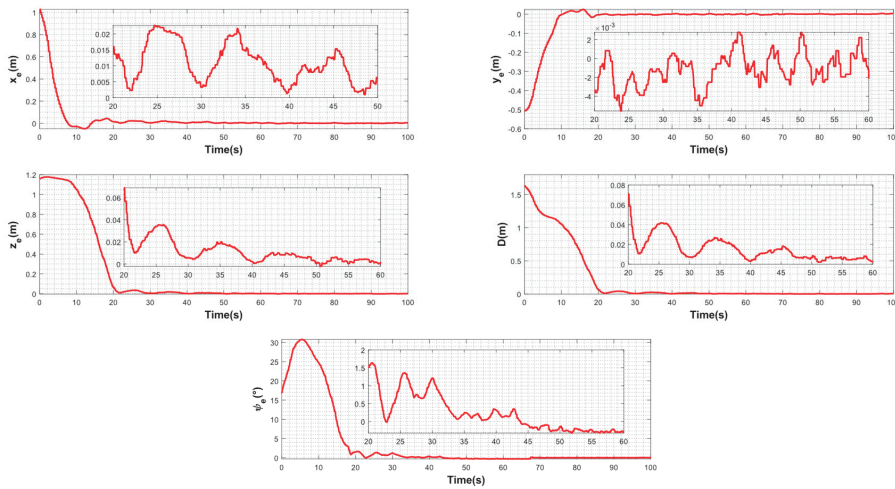 1
0.8
0.6
0.4
0.2
0
x_e(m)
0.02
0.015
0.01
0.005
0
20 25 30 35 40 45 50
0 10 20 30 40 50 60 70 80 90 100
Time(s)
0
-0.1
-0.2
-0.3
-0.4
-0.5
-0.6
y_e(m)
×10⁻³
2
0
-2
-4
20 25 30 35 40 45 50 55 60
0 10 20 30 40 50 60 70 80 90 100
Time(s)
1.2
1
0.8
0.6
0.4
0.2
0
z_e(m)
0.06
0.04
0.02
0
20 25 30 35 40 45 50 55 60
0 10 20 30 40 50 60 70 80 90 100
Time(s)
1.5
1
0.5
0
D(m)
0.08
0.06
0.04
0.02
0
20 25 30 35 40 45 50 55 60
0 10 20 30 40 50 60 70 80 90 100
Time(s)
30
25
20
15
10
5
0
ψ_e(°)
2
1.5
1
0.5
0
20 25 30 35 40 45 50 55 60
0 10 20 30 40 50 60 70 80 90 100
Time(s)